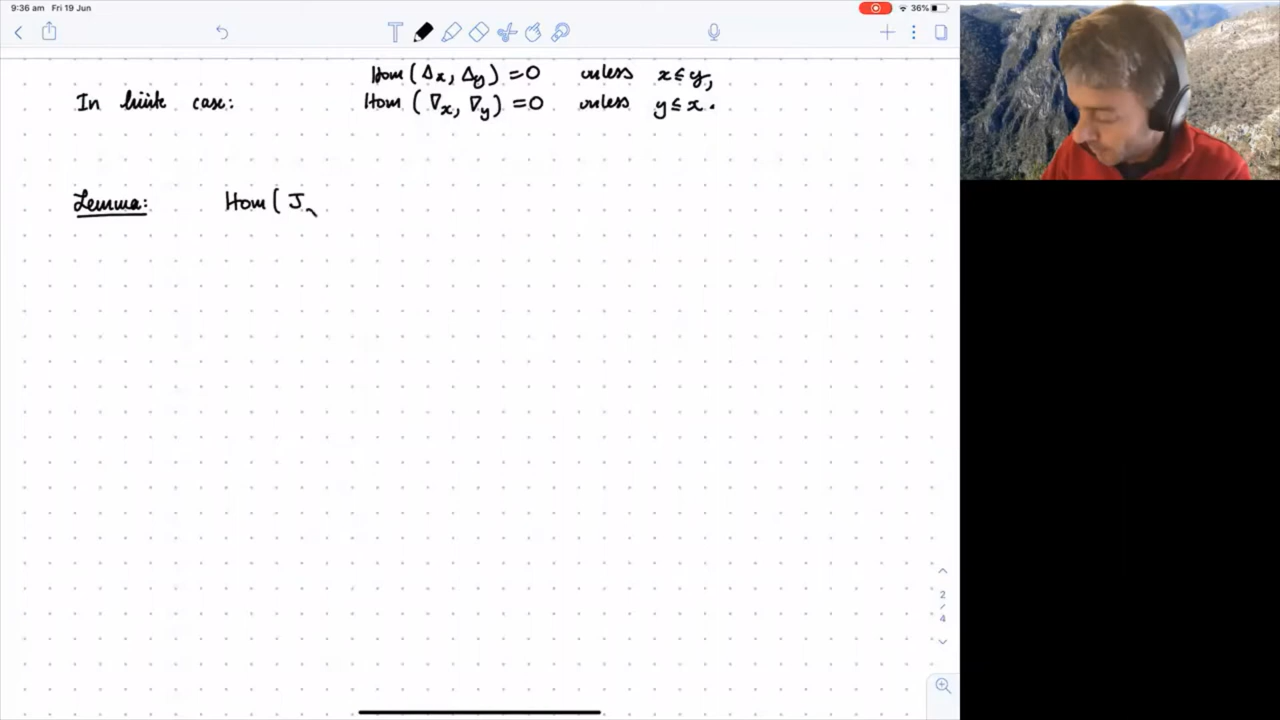 9:36 am Fri 19 Jun
36%
Hom ( Δx, Δy ) = 0 unless x ≤ y,
In finite case: Hom ( ∇x, ∇y ) = 0 unless y ≤ x.
Lemma: Hom ( J
2
/
4